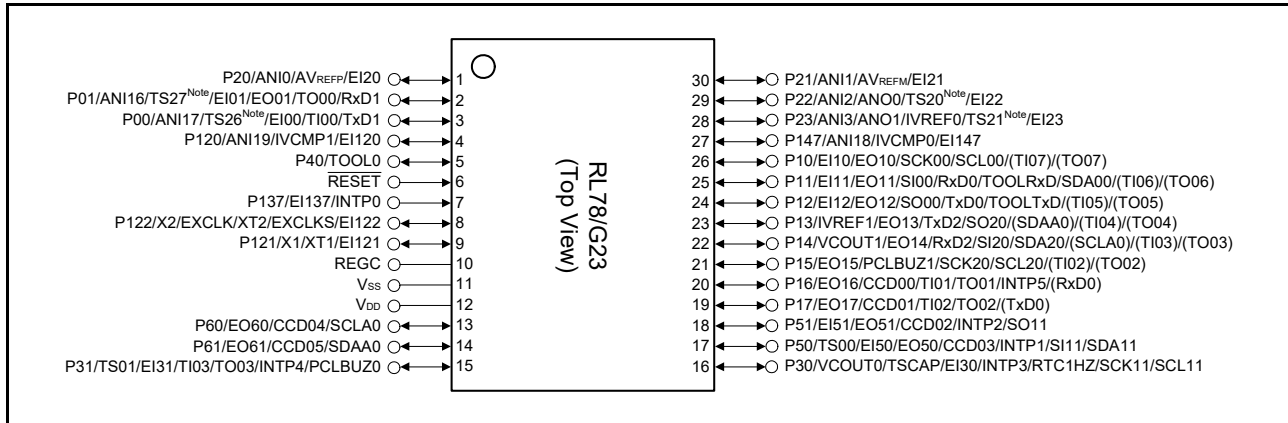 P20/ANI0/AVREFP/EI20 1
P01/ANI16/TS27Note/EI01/EO01/TO00/RxD1 2
P00/ANI17/TS26Note/EI00/TI00/TxD1 3
P120/ANI19/IVCMP1/EI120 4
P40/TOOL0 5
RESET 6
P137/EI137/INTP0 7
P122/X2/EXCLK/XT2/EXCLKS/EI122 8
P121/X1/XT1/EI121 9
REGC 10
VSS 11
VDD 12
P60/EO60/CCD04/SCLA0 13
P61/EO61/CCD05/SDAA0 14
P31/TS01/EI31/TI03/TO03/INTP4/PCLBUZ0 15
RL78/G23
(Top View)
30 P21/ANI1/AVREFM/EI21
29 P22/ANI2/ANO0/TS20Note/EI22
28 P23/ANI3/ANO1/IVREF0/TS21Note/EI23
27 P147/ANI18/IVCMP0/EI147
26 P10/EI10/EO10/SCK00/SCL00/(TI07)/(TO07)
25 P11/EI11/EO11/SI00/RxD0/TOOLRxD/SDA00/(TI06)/(TO06)
24 P12/EI12/EO12/SO00/TxD0/TOOLTxD/(TI05)/(TO05)
23 P13/IVREF1/EO13/TxD2/SO20/(SDAA0)/(TI04)/(TO04)
22 P14/VCOUT1/EO14/RxD2/SI20/SDA20/(SCLA0)/(TI03)/(TO03)
21 P15/EO15/PCLBUZ1/SCK20/SCL20/(TI02)/(TO02)
20 P16/EO16/CCD00/TI01/TO01/INTP5/(RxD0)
19 P17/EO17/CCD01/TI02/TO02/(TxD0)
18 P51/EI51/EO51/CCD02/INTP2/SO11
17 P50/TS00/EI50/EO50/CCD03/INTP1/SI11/SDA11
16 P30/VCOUT0/TSCAP/EI30/INTP3/RTC1HZ/SCK11/SCL11